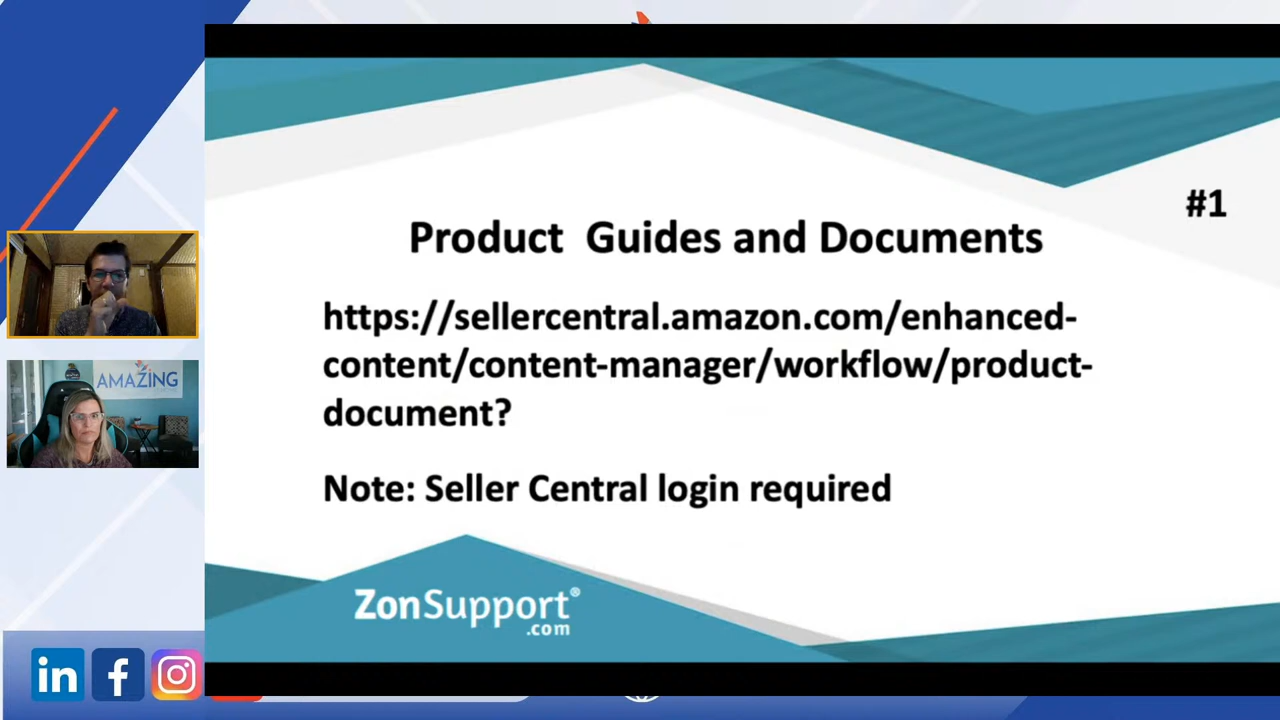 #1
Product  Guides and Documents
https://sellercentral.amazon.com/enhanced-
content/content-manager/workflow/product-
document?
Note: Seller Central login required
ZonSupport®
.com
AMAZING
in
f